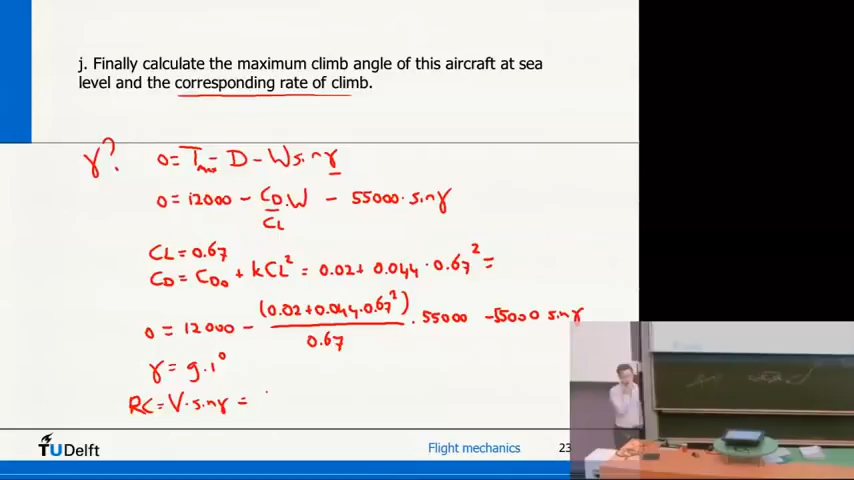 j. Finally calculate the maximum climb angle of this aircraft at sea
level and the corresponding rate of climb.
γ? 0 = Tmax - D - W sin γ
0 = 12000 - CD/CL · W - 55000 · sin γ
CL = 0.67
CD = CD0 + kCL² = 0.02 + 0.044 · 0.67² =
0 = 12000 - (0.02 + 0.044 · 0.67²)/0.67 · 55000 - 55000 sin γ
γ = 9.1°
RC = V · sin γ =
TUDelft
Flight mechanics 23